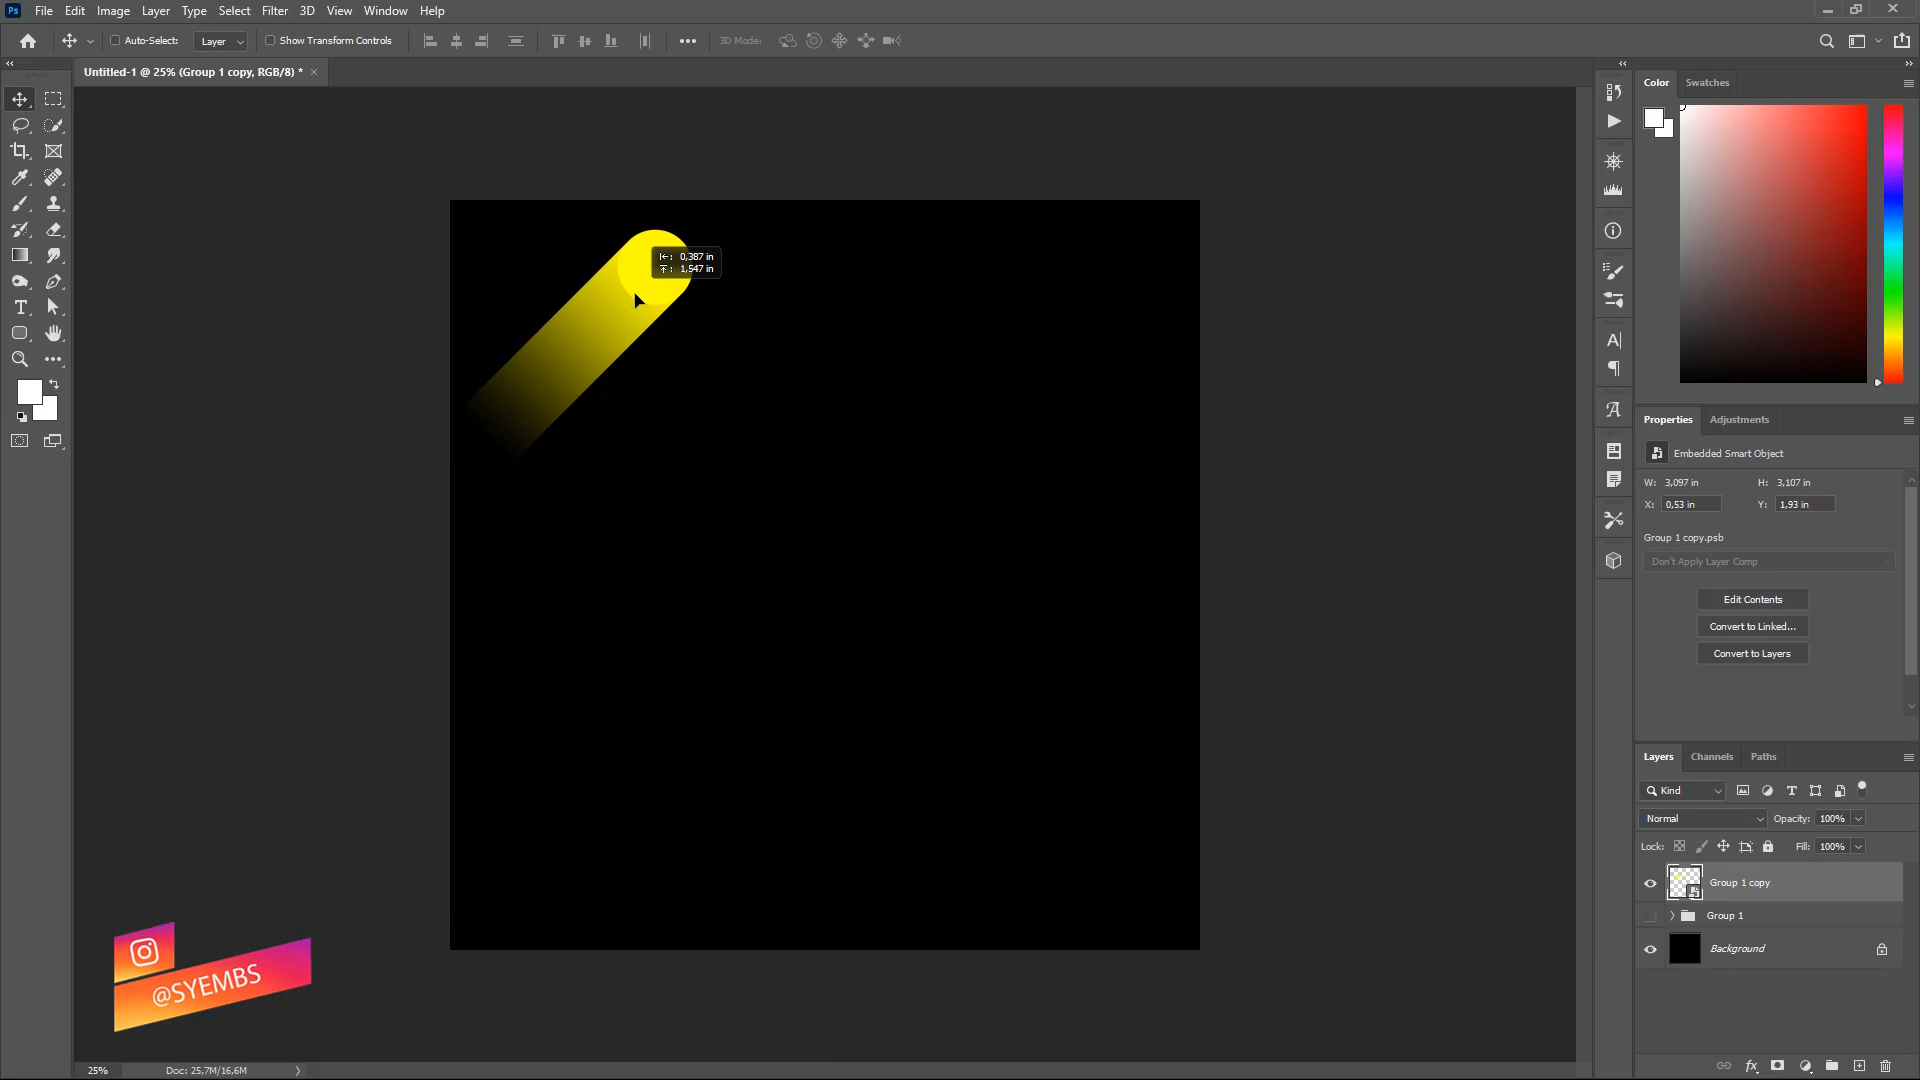 Ps File Edit Image Layer Type Select Filter 3D View Window Help
Auto-Select: Layer Show Transform Controls 3D Mode:
Untitled-1 @ 25% (Group 1 copy, RGB/8) *
Color Swatches
0,387 in
1,547 in
Properties Adjustments
Embedded Smart Object
W: 3,097 in H: 3,107 in
X: 0,53 in Y: 1,93 in
Group 1 copy.psb
Don't Apply Layer Comp
Edit Contents
Convert to Linked...
Convert to Layers
Layers Channels Paths
Kind
Normal Opacity: 100%
Lock: Fill: 100%
Group 1 copy
Group 1
Background
@SYEMBS
25% Doc: 25,7M/16,6M